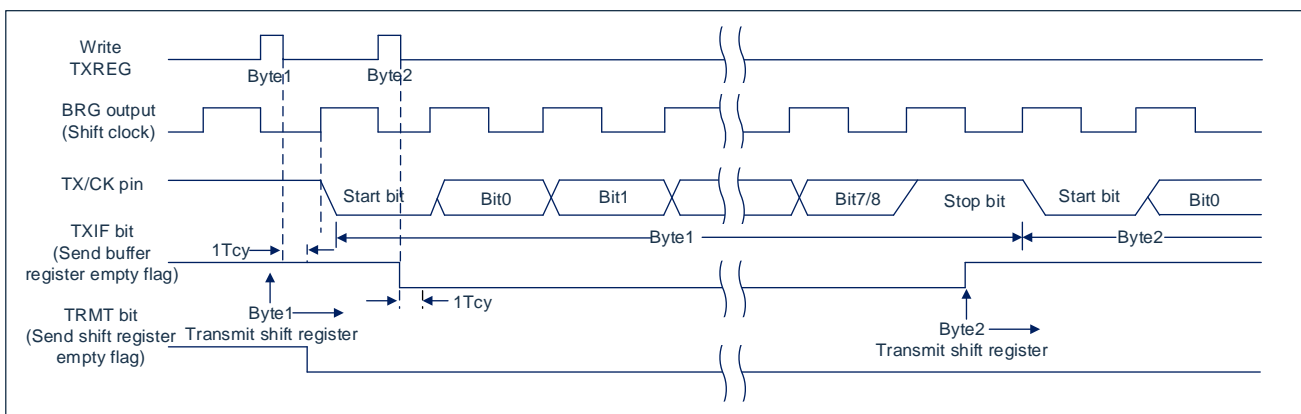 Write
TXREG
Byte1
Byte2
BRG output
(Shift clock)
TX/CK pin
Start bit
Bit0
Bit1
Bit7/8
Stop bit
Start bit
Bit0
TXIF bit
(Send buffer
register empty flag)
1Tcy
Byte1
Byte2
1Tcy
Byte1
Transmit shift register
Byte2
Transmit shift register
TRMT bit
(Send shift register
empty flag)